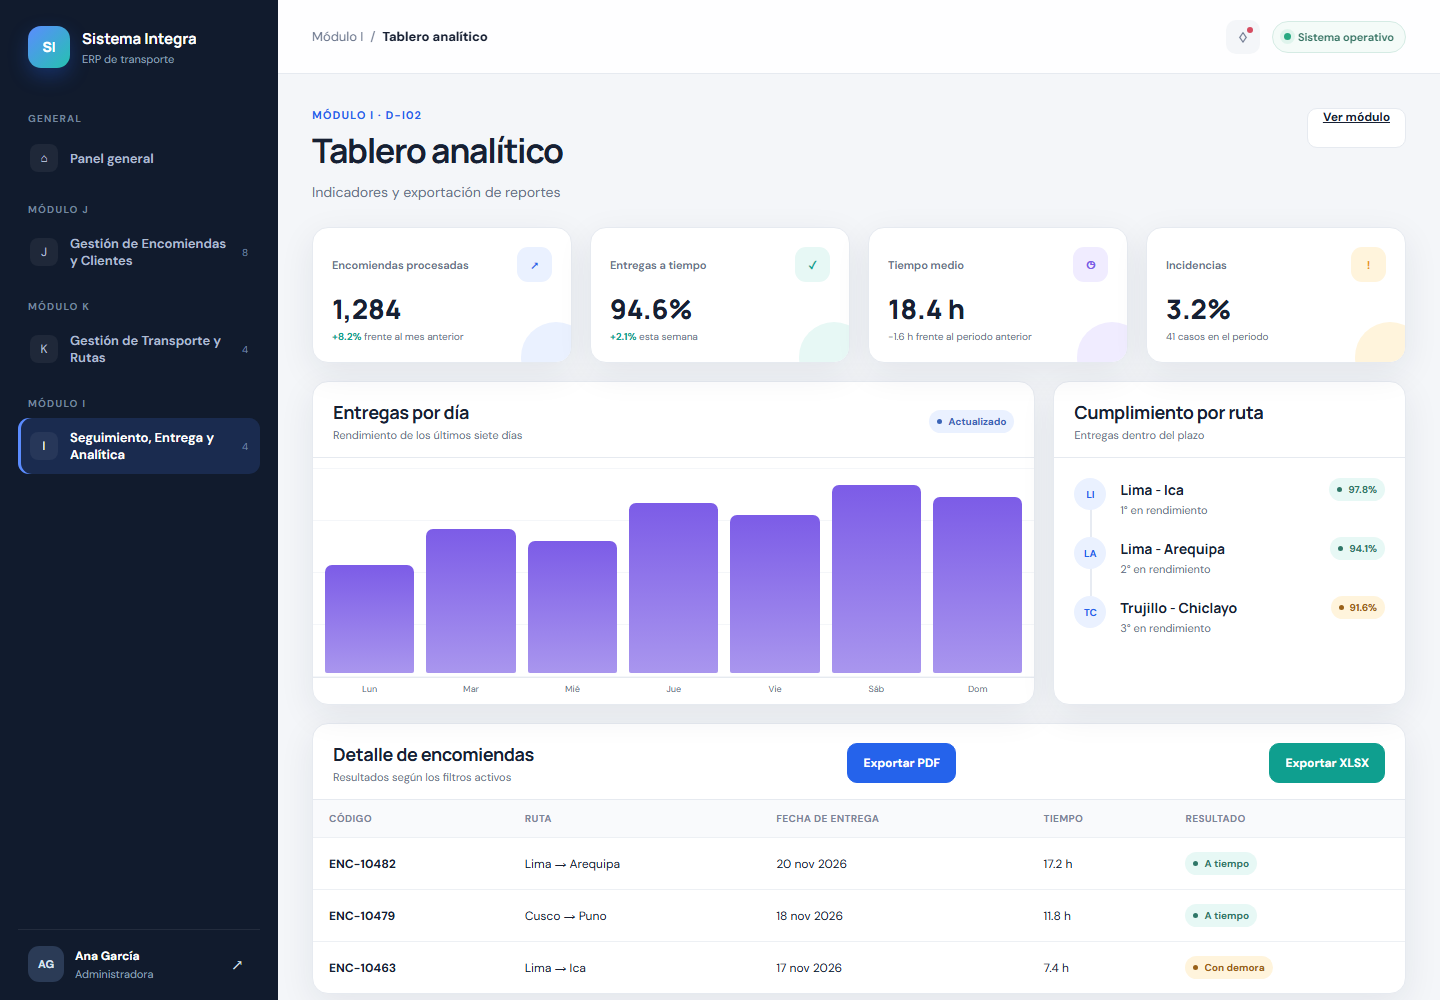 SI
Sistema Integra
ERP de transporte
GENERAL
Panel general
MÓDULO J
J
Gestión de Encomiendas
y Clientes
8
MÓDULO K
K
Gestión de Transporte y
Rutas
4
MÓDULO I
I
Seguimiento, Entrega y
Analítica
4
AG
Ana García
Administradora
Módulo I / Tablero analítico
Sistema operativo
MÓDULO I · D-I02
Tablero analítico
Indicadores y exportación de reportes
Ver módulo
Encomiendas procesadas
1,284
+8.2% frente al mes anterior
Entregas a tiempo
94.6%
+2.1% esta semana
Tiempo medio
18.4 h
-1.6 h frente al periodo anterior
Incidencias
!
3.2%
41 casos en el periodo
Entregas por día
Rendimiento de los últimos siete días
Actualizado
Lun
Mar
Mié
Jue
Vie
Sáb
Dom
Cumplimiento por ruta
Entregas dentro del plazo
LI
Lima - Ica
1° en rendimiento
97.8%
LA
Lima - Arequipa
2° en rendimiento
94.1%
TC
Trujillo - Chiclayo
3° en rendimiento
91.6%
Detalle de encomiendas
Resultados según los filtros activos
Exportar PDF
Exportar XLSX
CÓDIGO RUTA FECHA DE ENTREGA TIEMPO RESULTADO
ENC-10482 Lima → Arequipa 20 nov 2026 17.2 h A tiempo
ENC-10479 Cusco → Puno 18 nov 2026 11.8 h A tiempo
ENC-10463 Lima → Ica 17 nov 2026 7.4 h Con demora